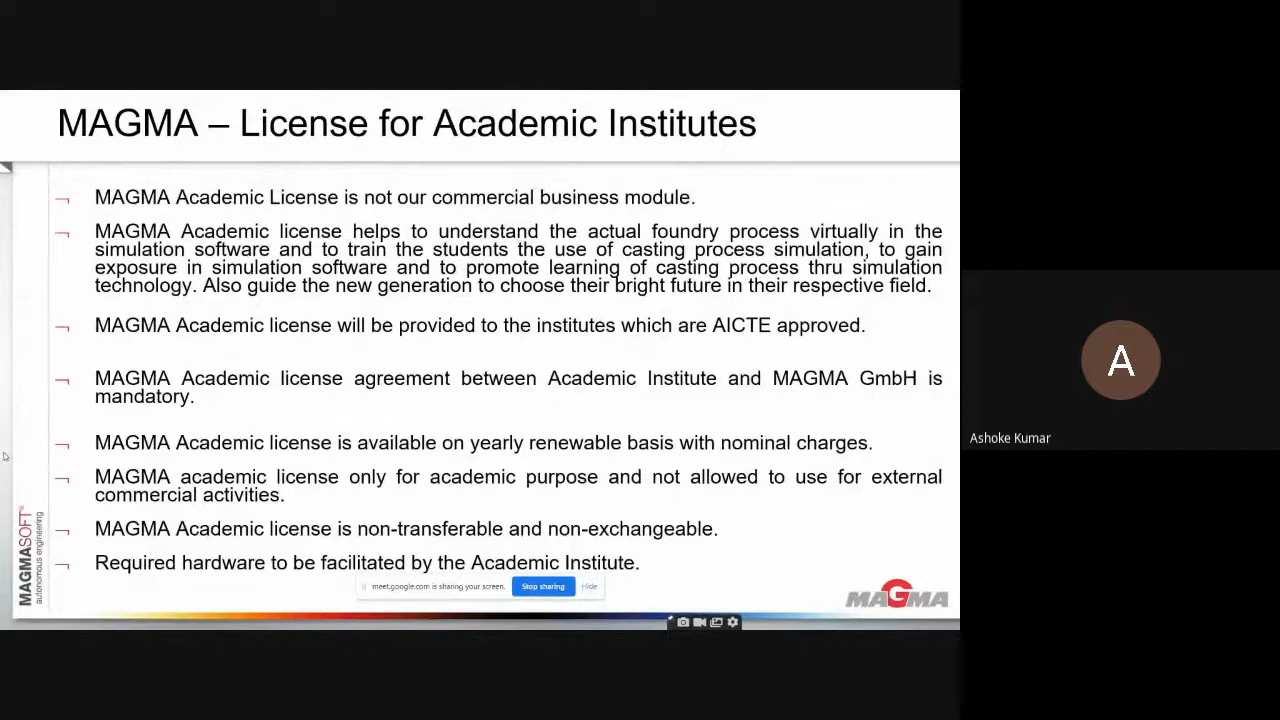 MAGMA – License for Academic Institutes
MAGMA Academic License is not our commercial business module.
MAGMA Academic license helps to understand the actual foundry process virtually in the
simulation software and to train the students the use of casting process simulation, to gain
exposure in simulation software and to promote learning of casting process thru simulation
technology. Also guide the new generation to choose their bright future in their respective field.
MAGMA Academic license will be provided to the institutes which are AICTE approved.
MAGMA Academic license agreement between Academic Institute and MAGMA GmbH is
mandatory.
MAGMA Academic license is available on yearly renewable basis with nominal charges.
MAGMA academic license only for academic purpose and not allowed to use for external
commercial activities.
MAGMA Academic license is non-transferable and non-exchangeable.
Required hardware to be facilitated by the Academic Institute.
meet.google.com is sharing your screen.
Stop sharing
Hide
MAGMASOFT®
autonomous engineering
MAGMA
A
Ashoke Kumar